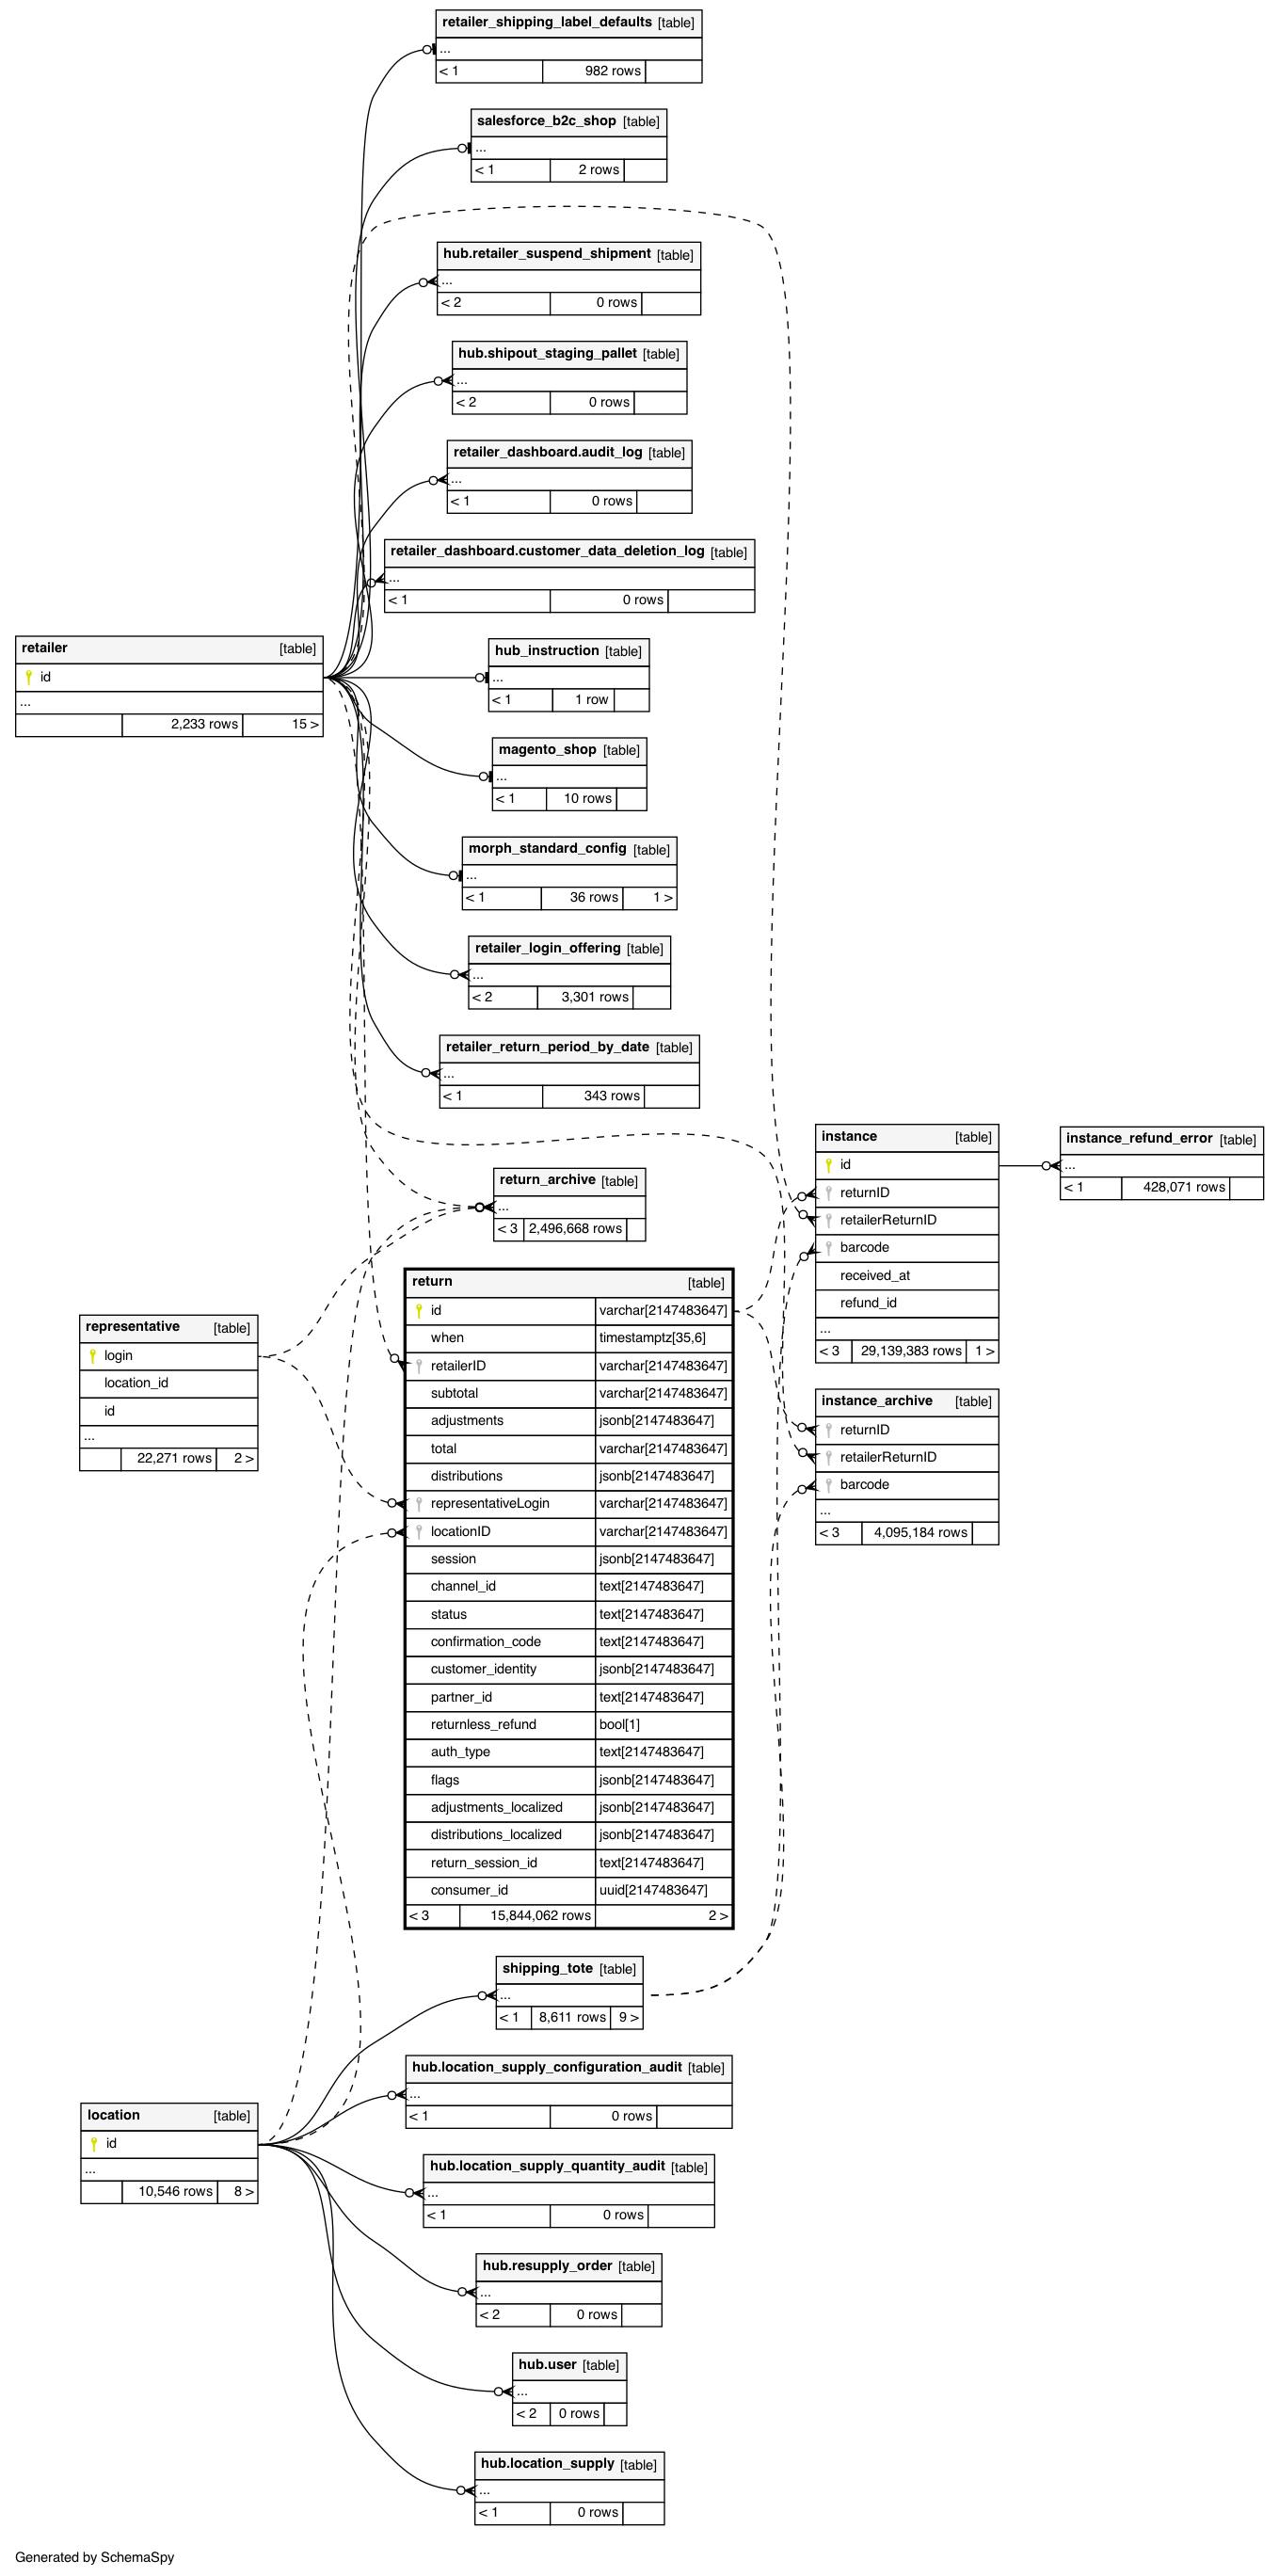 retailer_shipping_label_defaults [table]
...
< 1 982 rows
salesforce_b2c_shop [table]
...
< 1 2 rows
hub.retailer_suspend_shipment [table]
...
< 2 0 rows
hub.shipout_staging_pallet [table]
...
< 2 0 rows
retailer_dashboard.audit_log [table]
...
< 1 0 rows
retailer_dashboard.customer_data_deletion_log [table]
...
< 1 0 rows
retailer [table]
id
...
2,233 rows 15 >
hub_instruction [table]
...
< 1 1 row
magento_shop [table]
...
< 1 10 rows
morph_standard_config [table]
...
< 1 36 rows 1 >
retailer_login_offering [table]
...
< 2 3,301 rows
retailer_return_period_by_date [table]
...
< 1 343 rows
instance [table]
id
returnID
retailerReturnID
barcode
received_at
refund_id
...
< 3 29,139,383 rows 1 >
instance_refund_error [table]
...
< 1 428,071 rows
return_archive [table]
...
< 3 2,496,668 rows
return [table]
id varchar[2147483647]
when timestamptz[35,6]
retailerID varchar[2147483647]
subtotal varchar[2147483647]
adjustments jsonb[2147483647]
total varchar[2147483647]
distributions jsonb[2147483647]
representativeLogin varchar[2147483647]
locationID varchar[2147483647]
session jsonb[2147483647]
channel_id text[2147483647]
status text[2147483647]
confirmation_code text[2147483647]
customer_identity jsonb[2147483647]
partner_id text[2147483647]
returnless_refund bool[1]
auth_type text[2147483647]
flags jsonb[2147483647]
adjustments_localized jsonb[2147483647]
distributions_localized jsonb[2147483647]
return_session_id text[2147483647]
consumer_id uuid[2147483647]
< 3 15,844,062 rows 2 >
representative [table]
login
location_id
id
...
22,271 rows 2 >
instance_archive [table]
returnID
retailerReturnID
barcode
...
< 3 4,095,184 rows
shipping_tote [table]
...
< 1 8,611 rows 9 >
hub.location_supply_configuration_audit [table]
...
< 1 0 rows
location [table]
id
...
10,546 rows 8 >
hub.location_supply_quantity_audit [table]
...
< 1 0 rows
hub.resupply_order [table]
...
< 2 0 rows
hub.user [table]
...
< 2 0 rows
hub.location_supply [table]
...
< 1 0 rows
Generated by SchemaSpy